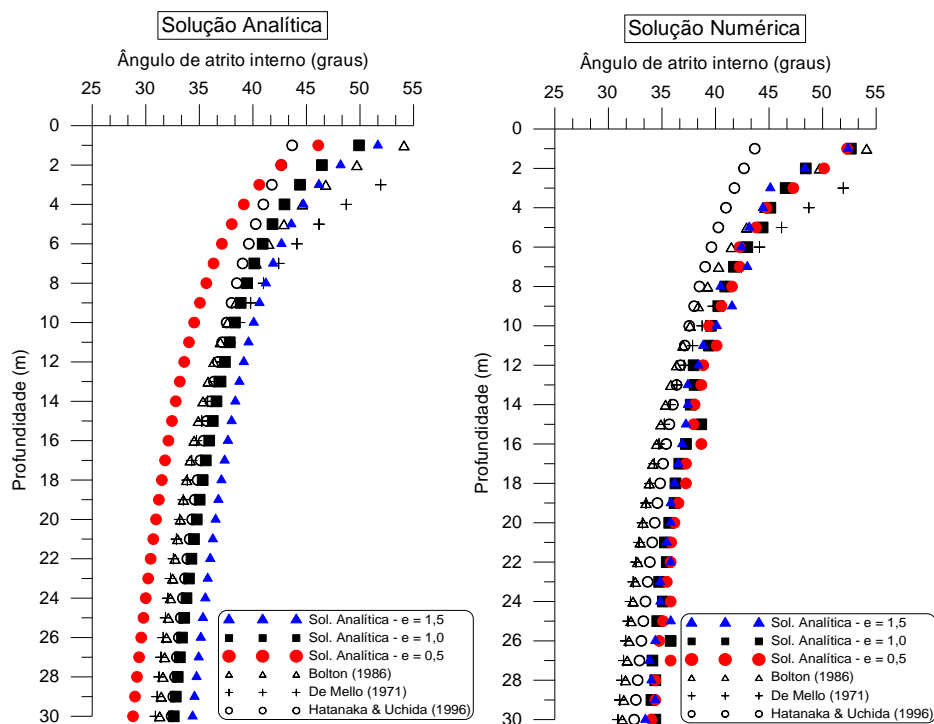 Solução Analítica
Ângulo de atrito interno (graus)
25 30 35 40 45 50 55
0
2
4
6
8
10
12
14
16
18
20
22
24
26
28
30
Profundidade (m)
Sol. Analítica - e = 1,5
Sol. Analítica - e = 1,0
Sol. Analítica - e = 0,5
Bolton (1986)
De Mello (1971)
Hatanaka & Uchida (1996)
Solução Numérica
Ângulo de atrito interno (graus)
25 30 35 40 45 50 55
0
2
4
6
8
10
12
14
16
18
20
22
24
26
28
30
Profundidade (m)
Sol. Analítica - e = 1,5
Sol. Analítica - e = 1,0
Sol. Analítica - e = 0,5
Bolton (1986)
De Mello (1971)
Hatanaka & Uchida (1996)